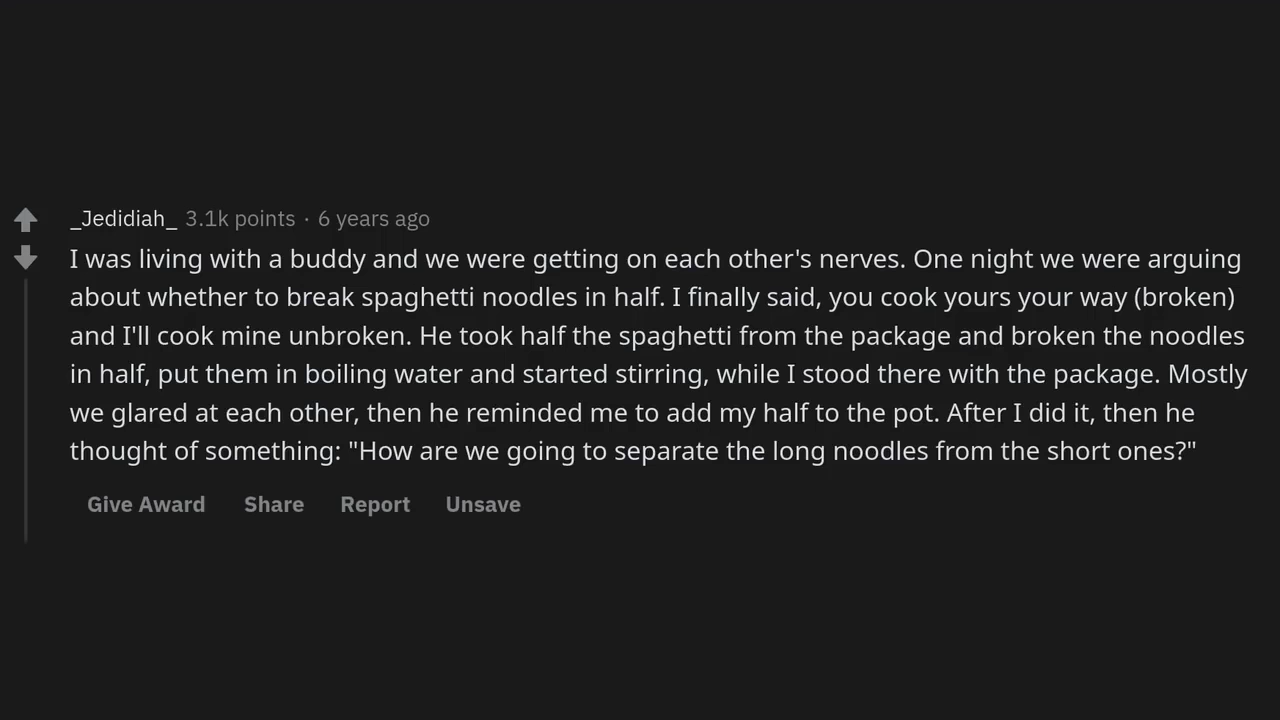 _Jedidiah_ 3.1k points · 6 years ago
I was living with a buddy and we were getting on each other's nerves. One night we were arguing
about whether to break spaghetti noodles in half. I finally said, you cook yours your way (broken)
and I'll cook mine unbroken. He took half the spaghetti from the package and broken the noodles
in half, put them in boiling water and started stirring, while I stood there with the package. Mostly
we glared at each other, then he reminded me to add my half to the pot. After I did it, then he
thought of something: "How are we going to separate the long noodles from the short ones?"
Give Award Share Report Unsave